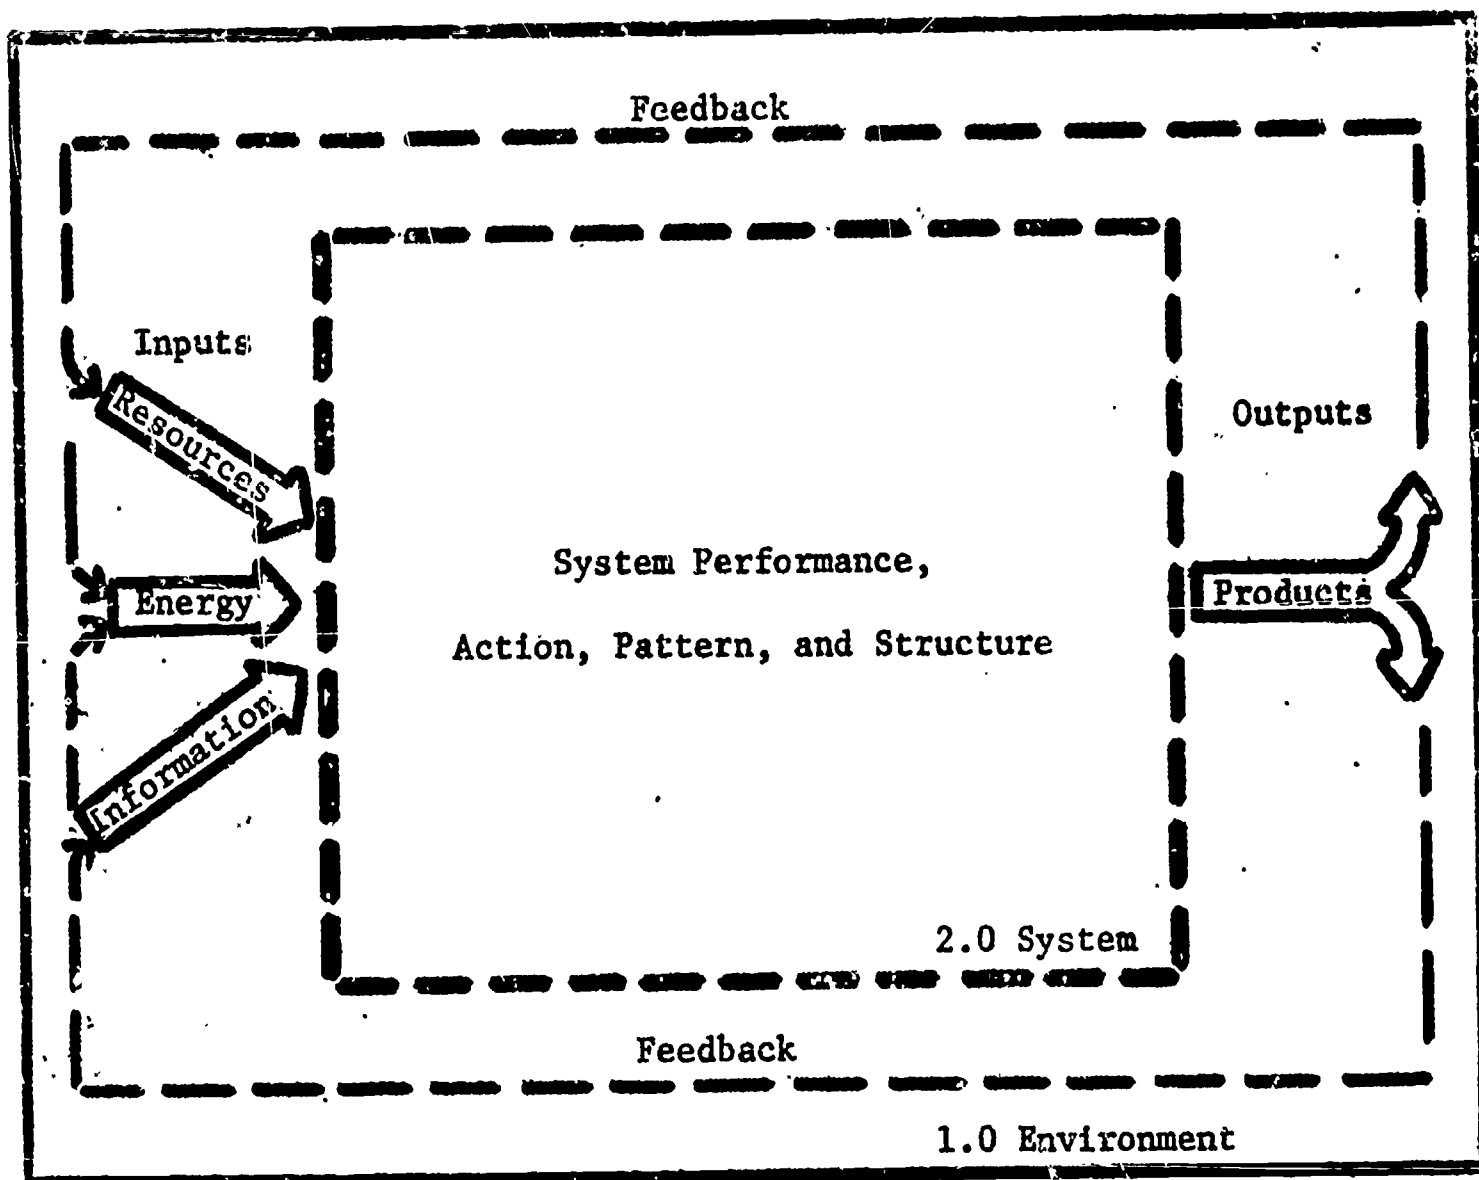 Feedback
Inputs
Resources
Outputs
System Performance,
Energy
Products
Action, Pattern, and Structure
Information
2.0 System
Feedback
1.0 Environment